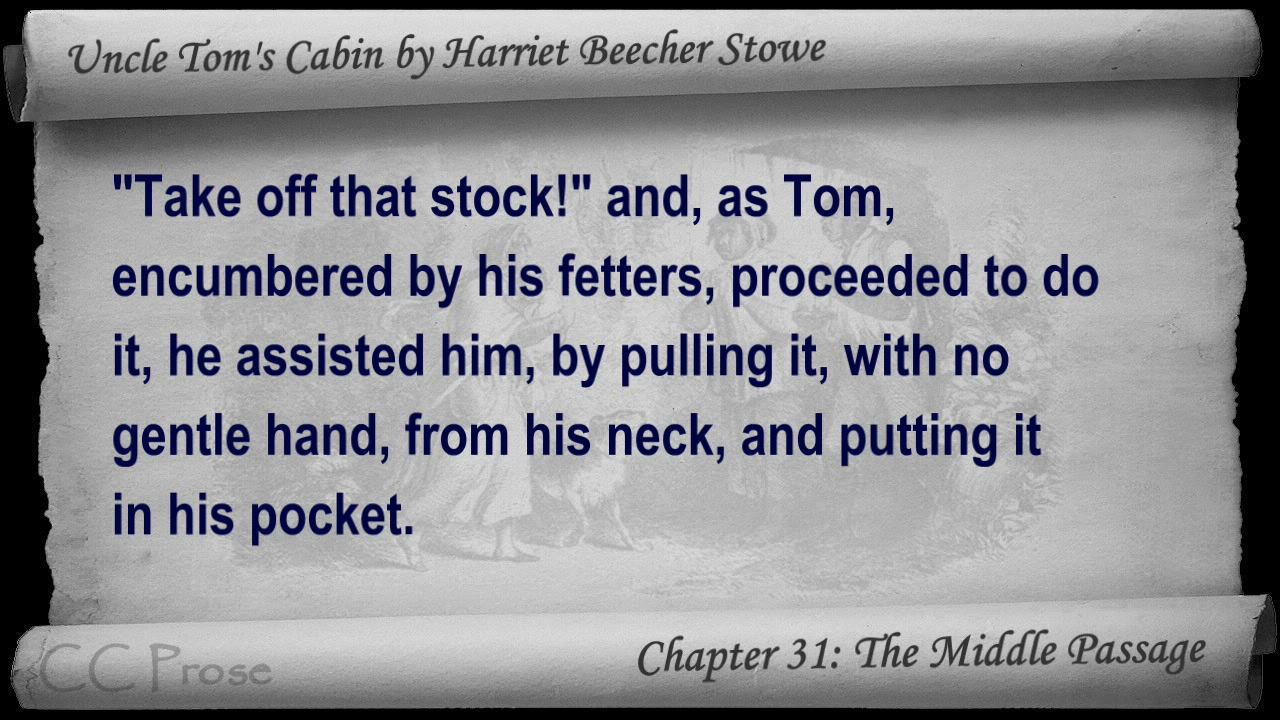 Uncle Tom's Cabin by Harriet Beecher Stowe
"Take off that stock!" and, as Tom,
encumbered by his fetters, proceeded to do
it, he assisted him, by pulling it, with no
gentle hand, from his neck, and putting it
in his pocket.
CC Prose
Chapter 31: The Middle Passage